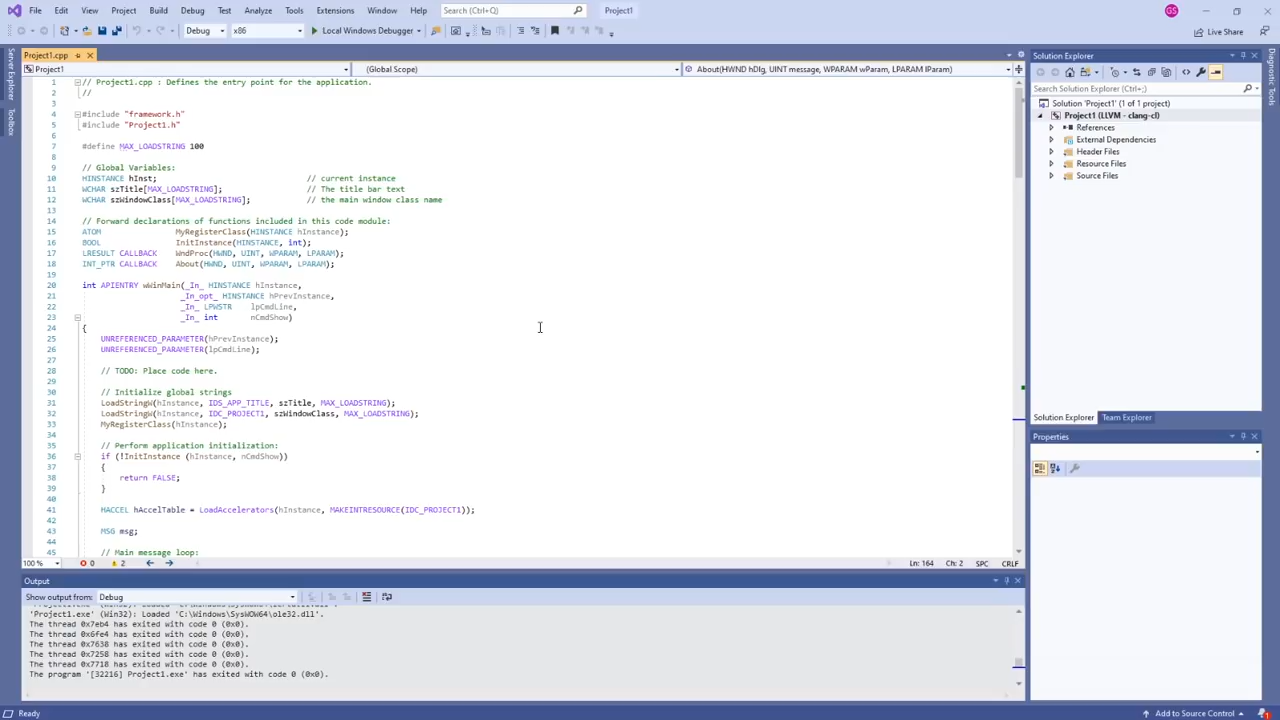 File Edit View Project Build Debug Test Analyze Tools Extensions Window Help Search (Ctrl+Q) Project1 GS
Debug x86 Local Windows Debugger Live Share
Server Explorer
Toolbox
Project1.cpp
Project1 (Global Scope) About(HWND hDlg, UINT message, WPARAM wParam, LPARAM lParam)
1 // Project1.cpp : Defines the entry point for the application.
2 //
3
4 #include "framework.h"
5 #include "Project1.h"
6
7 #define MAX_LOADSTRING 100
8
9 // Global Variables:
10 HINSTANCE hInst; // current instance
11 WCHAR szTitle[MAX_LOADSTRING]; // The title bar text
12 WCHAR szWindowClass[MAX_LOADSTRING]; // the main window class name
13
14 // Forward declarations of functions included in this code module:
15 ATOM MyRegisterClass(HINSTANCE hInstance);
16 BOOL InitInstance(HINSTANCE, int);
17 LRESULT CALLBACK WndProc(HWND, UINT, WPARAM, LPARAM);
18 INT_PTR CALLBACK About(HWND, UINT, WPARAM, LPARAM);
19
20 int APIENTRY wWinMain(_In_ HINSTANCE hInstance,
21 _In_opt_ HINSTANCE hPrevInstance,
22 _In_ LPWSTR lpCmdLine,
23 _In_ int nCmdShow)
24 {
25 UNREFERENCED_PARAMETER(hPrevInstance);
26 UNREFERENCED_PARAMETER(lpCmdLine);
27
28 // TODO: Place code here.
29
30 // Initialize global strings
31 LoadStringW(hInstance, IDS_APP_TITLE, szTitle, MAX_LOADSTRING);
32 LoadStringW(hInstance, IDC_PROJECT1, szWindowClass, MAX_LOADSTRING);
33 MyRegisterClass(hInstance);
34
35 // Perform application initialization:
36 if (!InitInstance (hInstance, nCmdShow))
37 {
38 return FALSE;
39 }
40
41 HACCEL hAccelTable = LoadAccelerators(hInstance, MAKEINTRESOURCE(IDC_PROJECT1));
42
43 MSG msg;
44
45 // Main message loop:
100 % 0 2 Ln: 164 Ch: 2 SPC CRLF
Output
Show output from: Debug
'Project1.exe' (Win32): Loaded 'C:\Windows\SysWOW64\ole32.dll'.
The thread 0x7eb4 has exited with code 0 (0x0).
The thread 0x6fe4 has exited with code 0 (0x0).
The thread 0x7638 has exited with code 0 (0x0).
The thread 0x7258 has exited with code 0 (0x0).
The thread 0x7718 has exited with code 0 (0x0).
The program '[32216] Project1.exe' has exited with code 0 (0x0).
Solution Explorer
Search Solution Explorer (Ctrl+;)
Solution 'Project1' (1 of 1 project)
Project1 (LLVM - clang-cl)
References
External Dependencies
Header Files
Resource Files
Source Files
Solution Explorer Team Explorer
Properties
Diagnostic Tools
Ready Add to Source Control 1